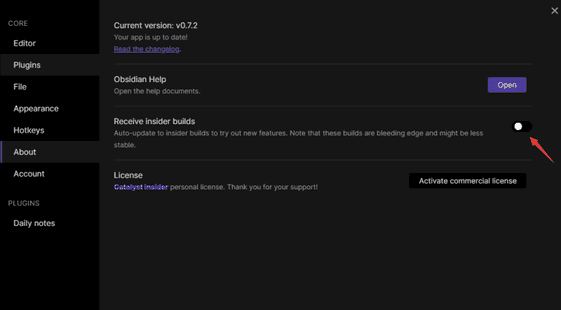 CORE
Editor
Plugins
File
Appearance
Hotkeys
About
Account
PLUGINS
Daily notes
Current version: v0.7.2
Your app is up to date!
Read the changelog.
Obsidian Help
Open the help documents.
Open
Receive insider builds
Auto-update to insider builds to try out new features. Note that these builds are bleeding edge and might be less
stable.
License
Catalyst Insider personal license. Thank you for your support!
Activate commercial license